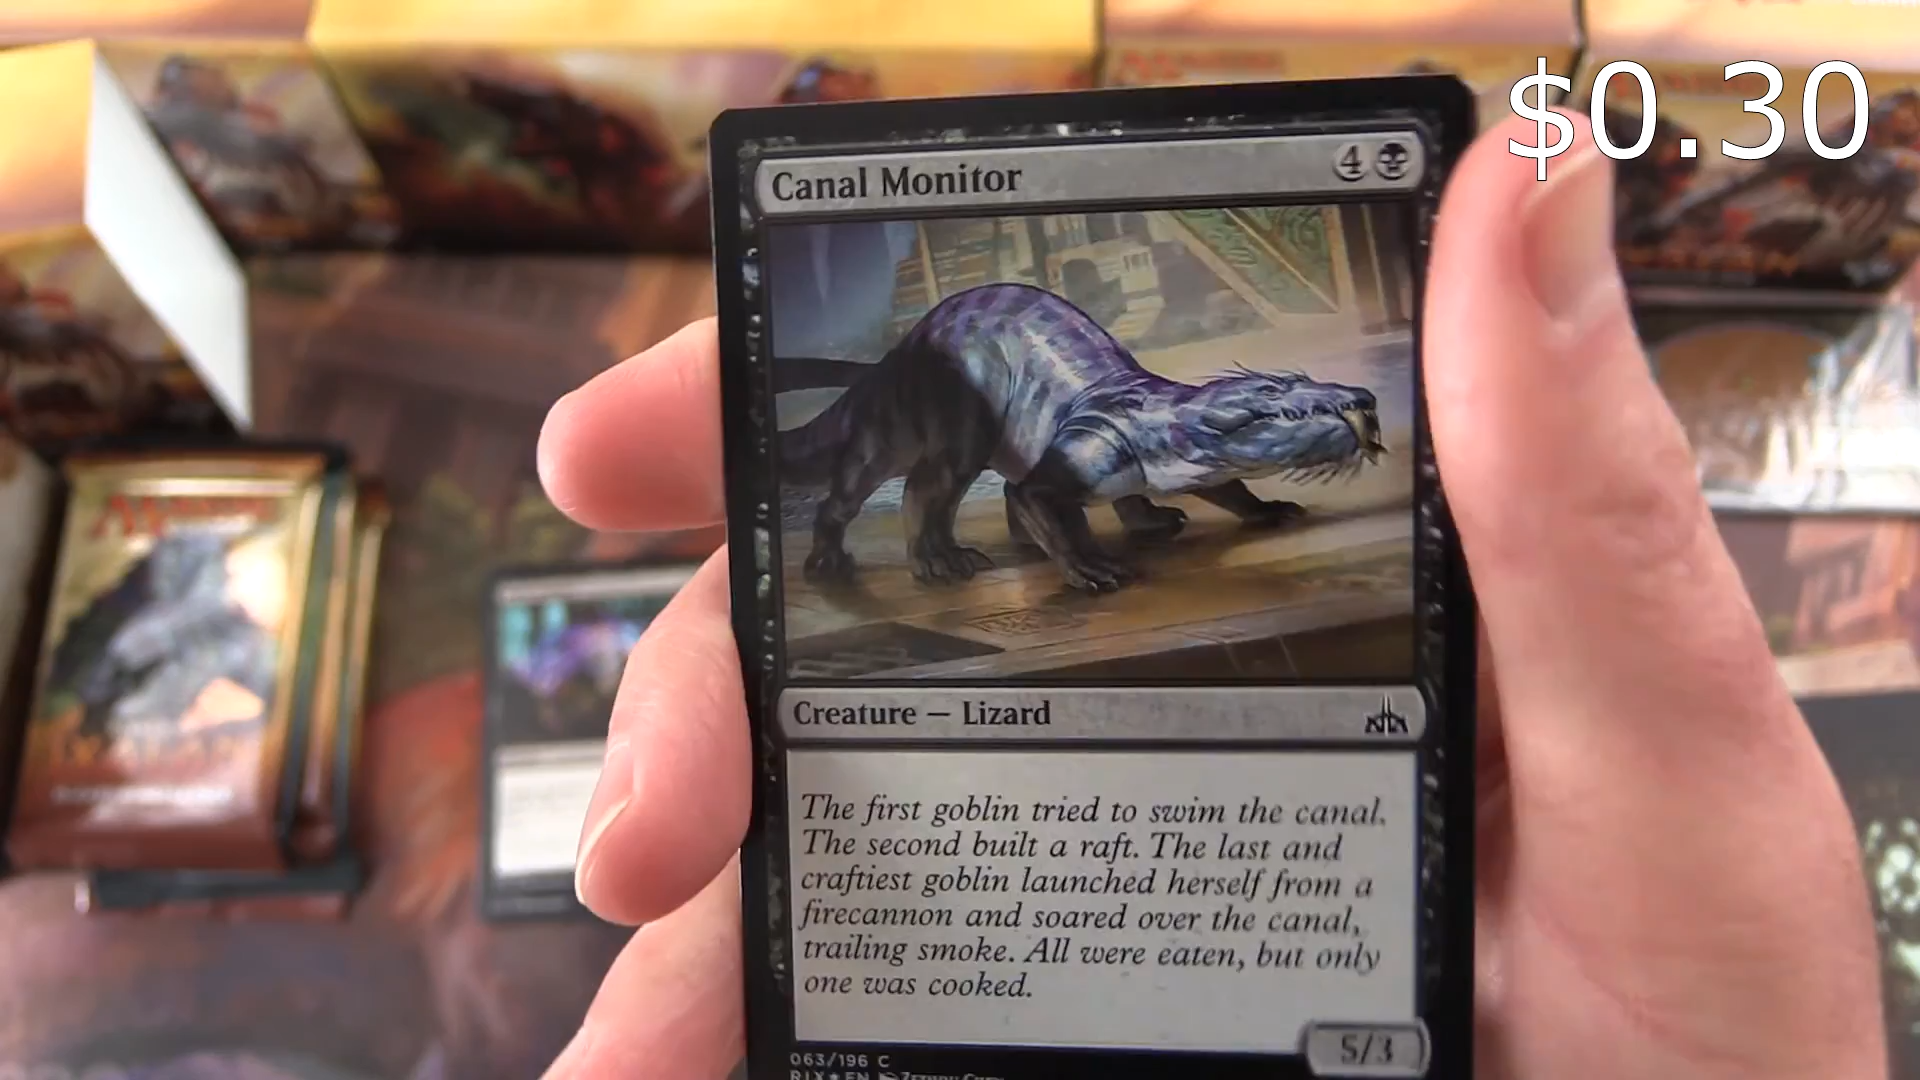 $0.30
Canal Monitor
4
Creature — Lizard
The first goblin tried to swim the canal.
The second built a raft. The last and
craftiest goblin launched herself from a
firecannon and soared over the canal,
trailing smoke. All were eaten, but only
one was cooked.
5/3
063/196 C
RIX★EN
IXALAN